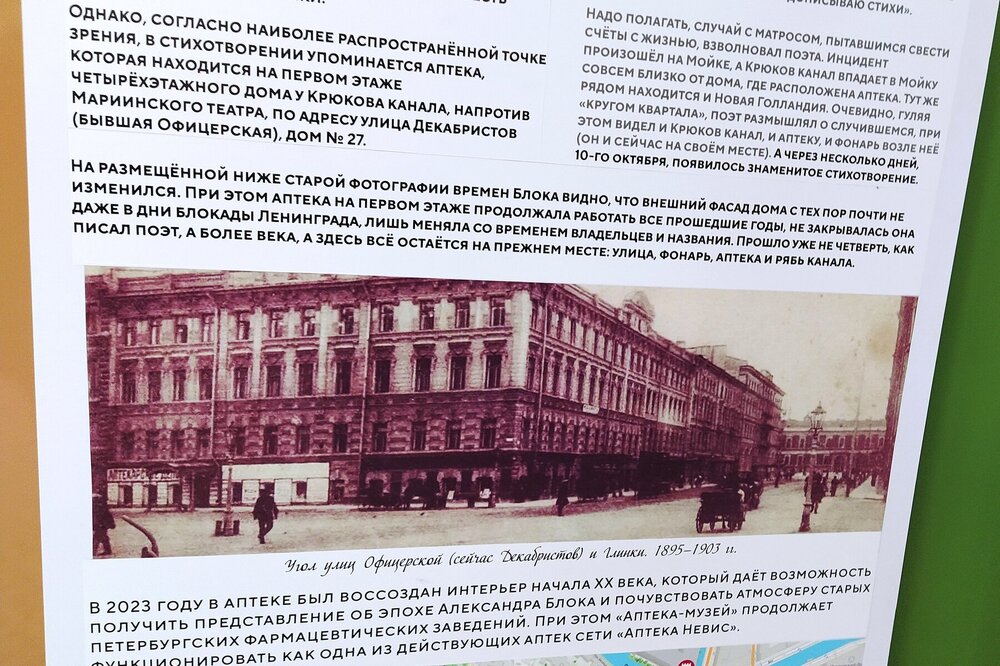 ОДНАКО, СОГЛАСНО НАИБОЛЕЕ РАСПРОСТРАНЁННОЙ ТОЧКЕ
ЗРЕНИЯ, В СТИХОТВОРЕНИИ УПОМИНАЕТСЯ АПТЕКА,
КОТОРАЯ НАХОДИТСЯ НА ПЕРВОМ ЭТАЖЕ
ЧЕТЫРЁХЭТАЖНОГО ДОМА У КРЮКОВА КАНАЛА, НАПРОТИВ
МАРИИНСКОГО ТЕАТРА, ПО АДРЕСУ УЛИЦА ДЕКАБРИСТОВ
(БЫВШАЯ ОФИЦЕРСКАЯ), ДОМ № 27.
ДОПИСЫВАЮ СТИХИ».
НАДО ПОЛАГАТЬ, СЛУЧАЙ С МАТРОСОМ, ПЫТАВШИМСЯ СВЕСТИ
СЧЁТЫ С ЖИЗНЬЮ, ВЗВОЛНОВАЛ ПОЭТА. ИНЦИДЕНТ
ПРОИЗОШЁЛ НА МОЙКЕ, А КРЮКОВ КАНАЛ ВПАДАЕТ В МОЙКУ
СОВСЕМ БЛИЗКО ОТ ДОМА, ГДЕ РАСПОЛОЖЕНА АПТЕКА. ТУТ ЖЕ
РЯДОМ НАХОДИТСЯ И НОВАЯ ГОЛЛАНДИЯ. ОЧЕВИДНО, ГУЛЯЯ
«КРУГОМ КВАРТАЛА», ПОЭТ РАЗМЫШЛЯЛ О СЛУЧИВШЕМСЯ, ПРИ
ЭТОМ ВИДЕЛ И КРЮКОВ КАНАЛ, И АПТЕКУ, И ФОНАРЬ ВОЗЛЕ НЕЁ
(ОН И СЕЙЧАС НА СВОЁМ МЕСТЕ). А ЧЕРЕЗ НЕСКОЛЬКО ДНЕЙ,
10-ГО ОКТЯБРЯ, ПОЯВИЛОСЬ ЗНАМЕНИТОЕ СТИХОТВОРЕНИЕ.
НА РАЗМЕЩЁННОЙ НИЖЕ СТАРОЙ ФОТОГРАФИИ ВРЕМЕН БЛОКА ВИДНО, ЧТО ВНЕШНИЙ ФАСАД ДОМА С ТЕХ ПОР ПОЧТИ НЕ
ИЗМЕНИЛСЯ. ПРИ ЭТОМ АПТЕКА НА ПЕРВОМ ЭТАЖЕ ПРОДОЛЖАЛА РАБОТАТЬ ВСЕ ПРОШЕДШИЕ ГОДЫ, НЕ ЗАКРЫВАЛАСЬ ОНА
ДАЖЕ В ДНИ БЛОКАДЫ ЛЕНИНГРАДА, ЛИШЬ МЕНЯЛА СО ВРЕМЕНЕМ ВЛАДЕЛЬЦЕВ И НАЗВАНИЯ. ПРОШЛО УЖЕ НЕ ЧЕТВЕРТЬ, КАК
ПИСАЛ ПОЭТ, А БОЛЕЕ ВЕКА, А ЗДЕСЬ ВСЁ ОСТАЁТСЯ НА ПРЕЖНЕМ МЕСТЕ: УЛИЦА, ФОНАРЬ, АПТЕКА И РЯБЬ КАНАЛА.
Угол улиц Офицерской (сейчас Декабристов) и Глинки. 1895-1903 гг.
В 2023 ГОДУ В АПТЕКЕ БЫЛ ВОССОЗДАН ИНТЕРЬЕР НАЧАЛА XX ВЕКА, КОТОРЫЙ ДАЁТ ВОЗМОЖНОСТЬ
ПОЛУЧИТЬ ПРЕДСТАВЛЕНИЕ ОБ ЭПОХЕ АЛЕКСАНДРА БЛОКА И ПОЧУВСТВОВАТЬ АТМОСФЕРУ СТАРЫХ
ПЕТЕРБУРГСКИХ ФАРМАЦЕВТИЧЕСКИХ ЗАВЕДЕНИЙ. ПРИ ЭТОМ «АПТЕКА-МУЗЕЙ» ПРОДОЛЖАЕТ
ФУНКЦИОНИРОВАТЬ КАК ОДНА ИЗ ДЕЙСТВУЮЩИХ АПТЕК СЕТИ «АПТЕКА НЕВИС».